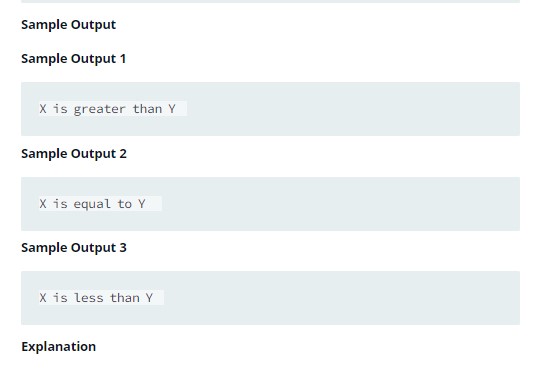 Sample Output
Sample Output 1
X is greater than Y
Sample Output 2
X is equal to Y
Sample Output 3
X is less than Y
Explanation